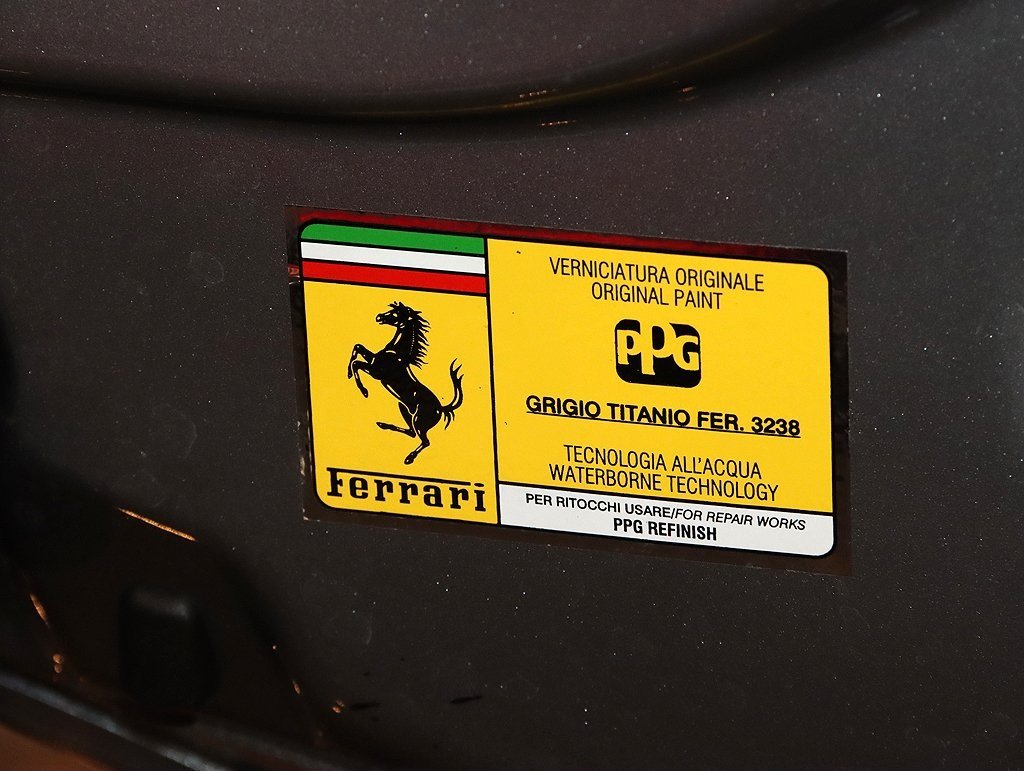 Ferrari
VERNICIATURA ORIGINALE
ORIGINAL PAINT
PPG
GRIGIO TITANIO FER. 3238
TECNOLOGIA ALL'ACQUA
WATERBORNE TECHNOLOGY
PER RITOCCHI USARE/FOR REPAIR WORKS
PPG REFINISH